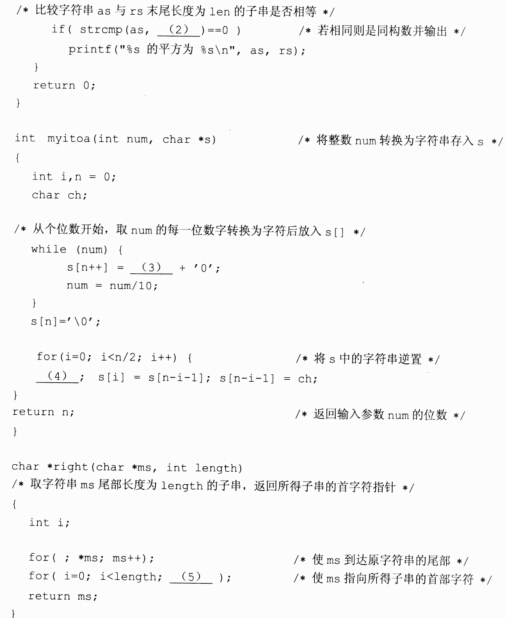 /* 比较字符串 as 与 rs 末尾长度为 len 的子串是否相等 */
if( strcmp(as, （2）)==0 ) /* 若相同则是同构数并输出 */
printf("%s 的平方为 %s\n", as, rs);
}
return 0;
}
int myitoa(int num, char *s) /* 将整数 num 转换为字符串存入 s */
{
int i,n = 0;
char ch;
/* 从个位数开始，取 num 的每一位数字转换为字符后放入 s[] */
while (num) {
s[n++] = （3） + '0';
num = num/10;
}
s[n]='\0';
for(i=0; i<n/2; i++) { /* 将 s 中的字符串逆置 */
（4）; s[i] = s[n-i-1]; s[n-i-1] = ch;
}
return n; /* 返回输入参数 num 的位数 */
}
char *right(char *ms, int length)
/* 取字符串 ms 尾部长度为 length 的子串，返回所得子串的首字符指针 */
{
int i;
for( ; *ms; ms++); /* 使 ms 到达原字符串的尾部 */
for( i=0; i<length; （5） ); /* 使 ms 指向所得子串的首部字符 */
return ms;
}